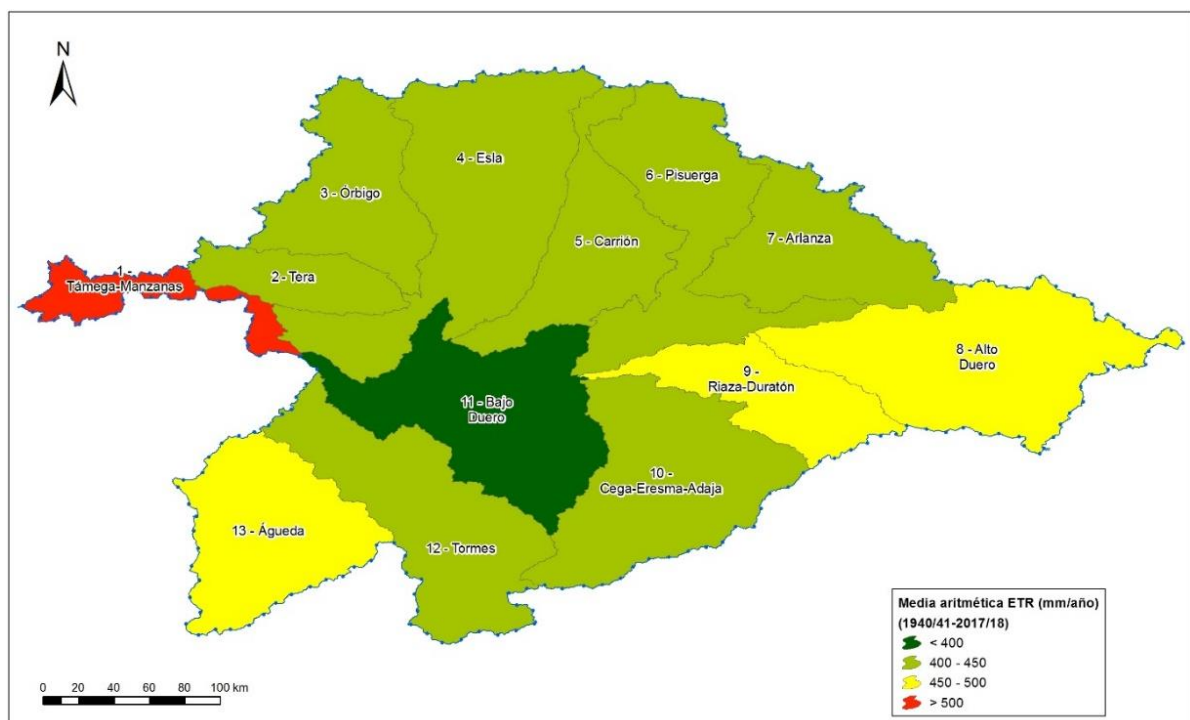 N
4 - Esla
6 - Pisuerga
3 - Órbigo
7 - Arlanza
5 - Carrión
1 -
Támega-Manzanas
2 - Tera
8 - Alto
Duero
9 -
Riaza-Duratón
11 - Bajo
Duero
10 -
Cega-Eresma-Adaja
13 - Águeda
12 - Tormes
Media aritmética ETR (mm/año)
(1940/41-2017/18)
< 400
400 - 450
450 - 500
> 500
0 20 40 60 80 100 km